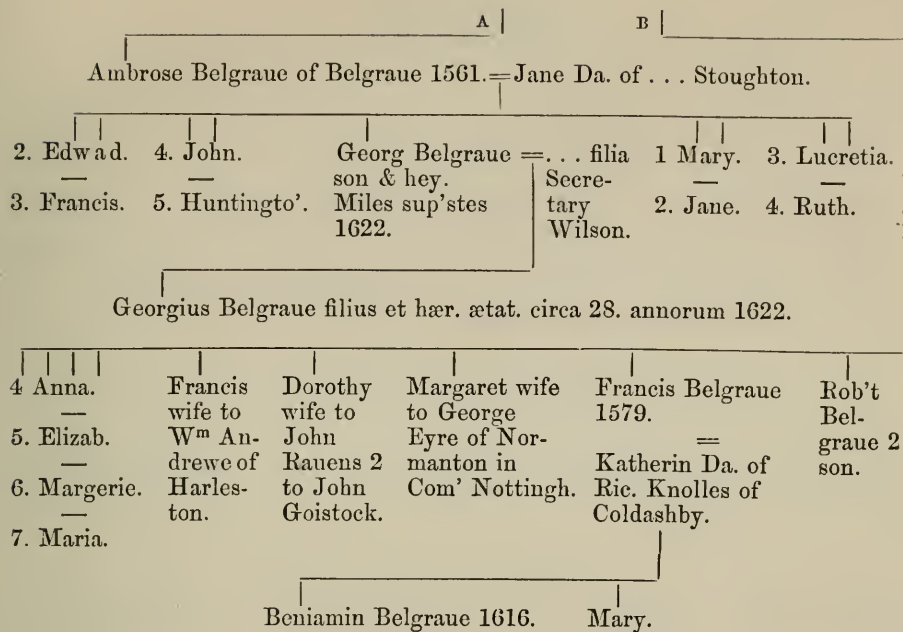 A B
Ambrose Belgraue of Belgraue 1561.=Jane Da. of . . . Stoughton.
2. Edwad.
—
3. Francis.
4. John.
—
5. Huntingto'.
Georg Belgraue
son & hey.
Miles sup'stes
1622.
=. . . filia
Secre-
tary
Wilson.
1 Mary.
—
2. Jane.
3. Lucretia.
—
4. Ruth.
Georgius Belgraue filius et hær. ætat. circa 28. annorum 1622.
4 Anna.
—
5. Elizab.
—
6. Margerie.
—
7. Maria.
Francis
wife to
Wm An-
drewe of
Harles-
ton.
Dorothy
wife to
John
Rauens 2
to John
Goistock.
Margaret wife
to George
Eyre of Nor-
manton in
Com' Nottingh.
Francis Belgraue
1579.
=
Katherin Da. of
Ric. Knolles of
Coldashby.
Rob't
Bel-
graue 2
son.
Beniamin Belgraue 1616. Mary.